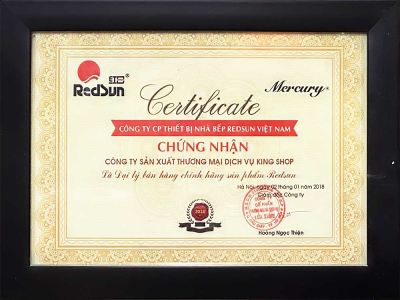 RedSun®
Mercury®
Certificate
CÔNG TY CP THIẾT BỊ NHÀ BẾP REDSUN VIỆT NAM
CHỨNG NHẬN
CÔNG TY SẢN XUẤT THƯƠNG MẠI DỊCH VỤ KING SHOP
Là Đại lý bán hàng chính hãng sản phẩm Redsun
Hà Nội, ngày 02 tháng 01 năm 2018
Giám đốc Công ty
2018
Hoàng Ngọc Thiện